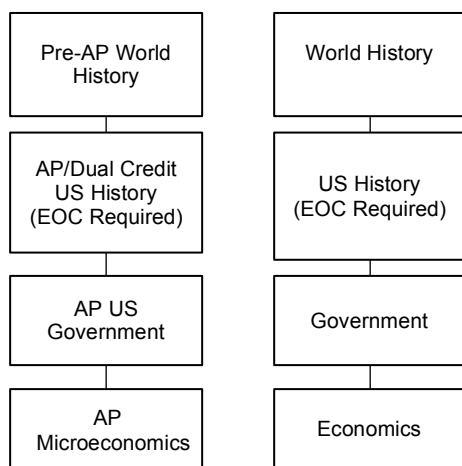 Pre-AP World
History
World History
AP/Dual Credit
US History
(EOC Required)
US History
(EOC Required)
AP US
Government
Government
AP
Microeconomics
Economics